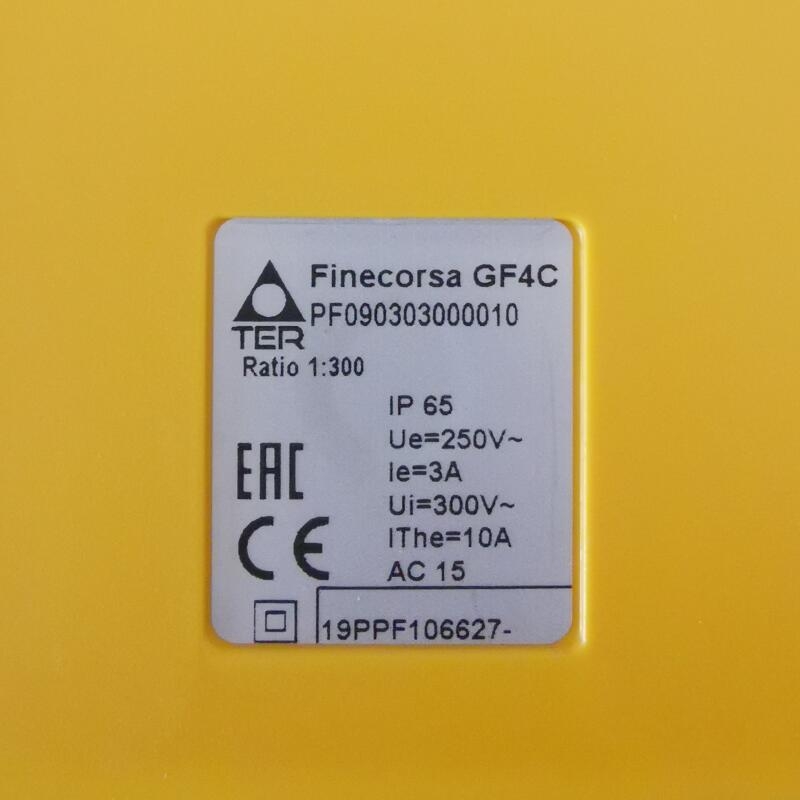 Finecorsa GF4C
PF090303000010
TER
Ratio 1:300
IP 65
Ue=250V~
Ie=3A
Ui=300V~
IThe=10A
AC 15
EAC
CE
19PPF106627-